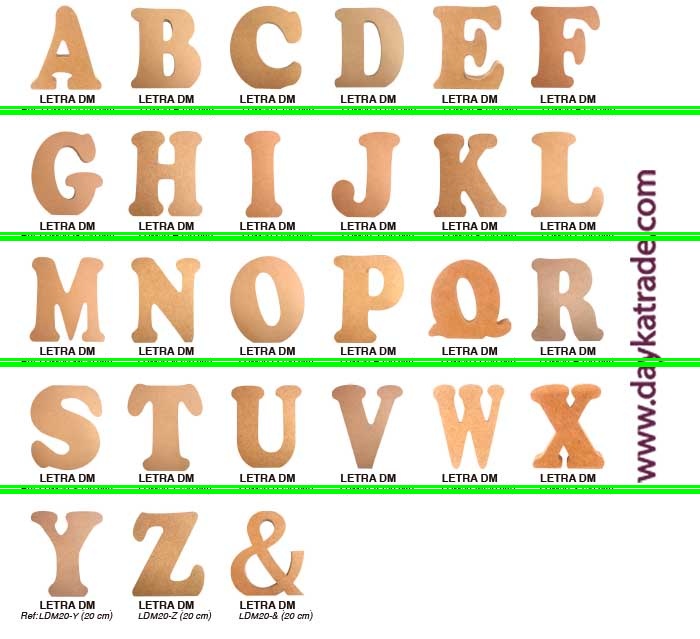 A B C D E F
LETRA DM LETRA DM LETRA DM LETRA DM LETRA DM LETRA DM
G H I J K L
LETRA DM LETRA DM LETRA DM LETRA DM LETRA DM LETRA DM
M N O P Q R
LETRA DM LETRA DM LETRA DM LETRA DM LETRA DM LETRA DM
S T U V W X
LETRA DM LETRA DM LETRA DM LETRA DM LETRA DM LETRA DM
Y Z &
LETRA DM LETRA DM LETRA DM
Ref:LDM20-Y (20 cm) LDM20-Z (20 cm) LDM20-& (20 cm)
www.daykatrade.com